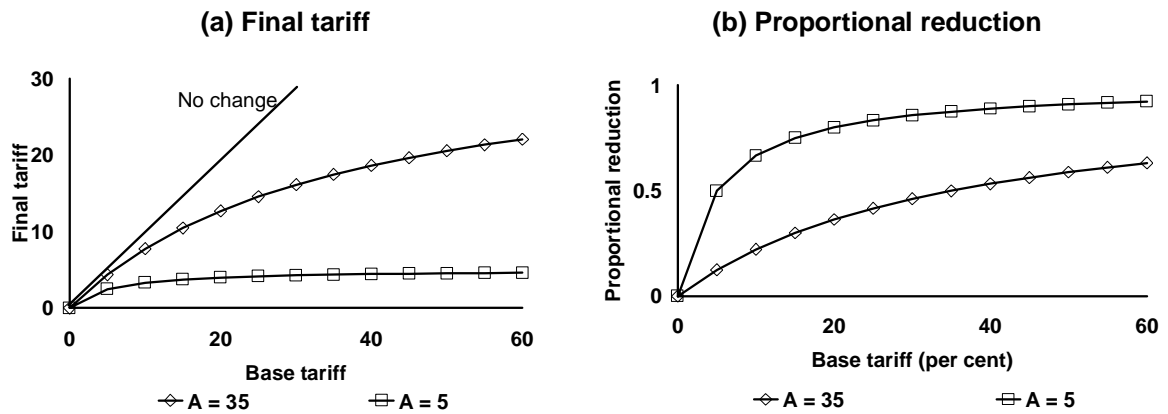 (a) Final tariff
Final tariff
30
20
10
0
No change
0 20 40 60
Base tariff
A = 35 A = 5
(b) Proportional reduction
Proportional reduction
1
0.5
0
0 20 40 60
Base tariff (per cent)
A = 35 A = 5